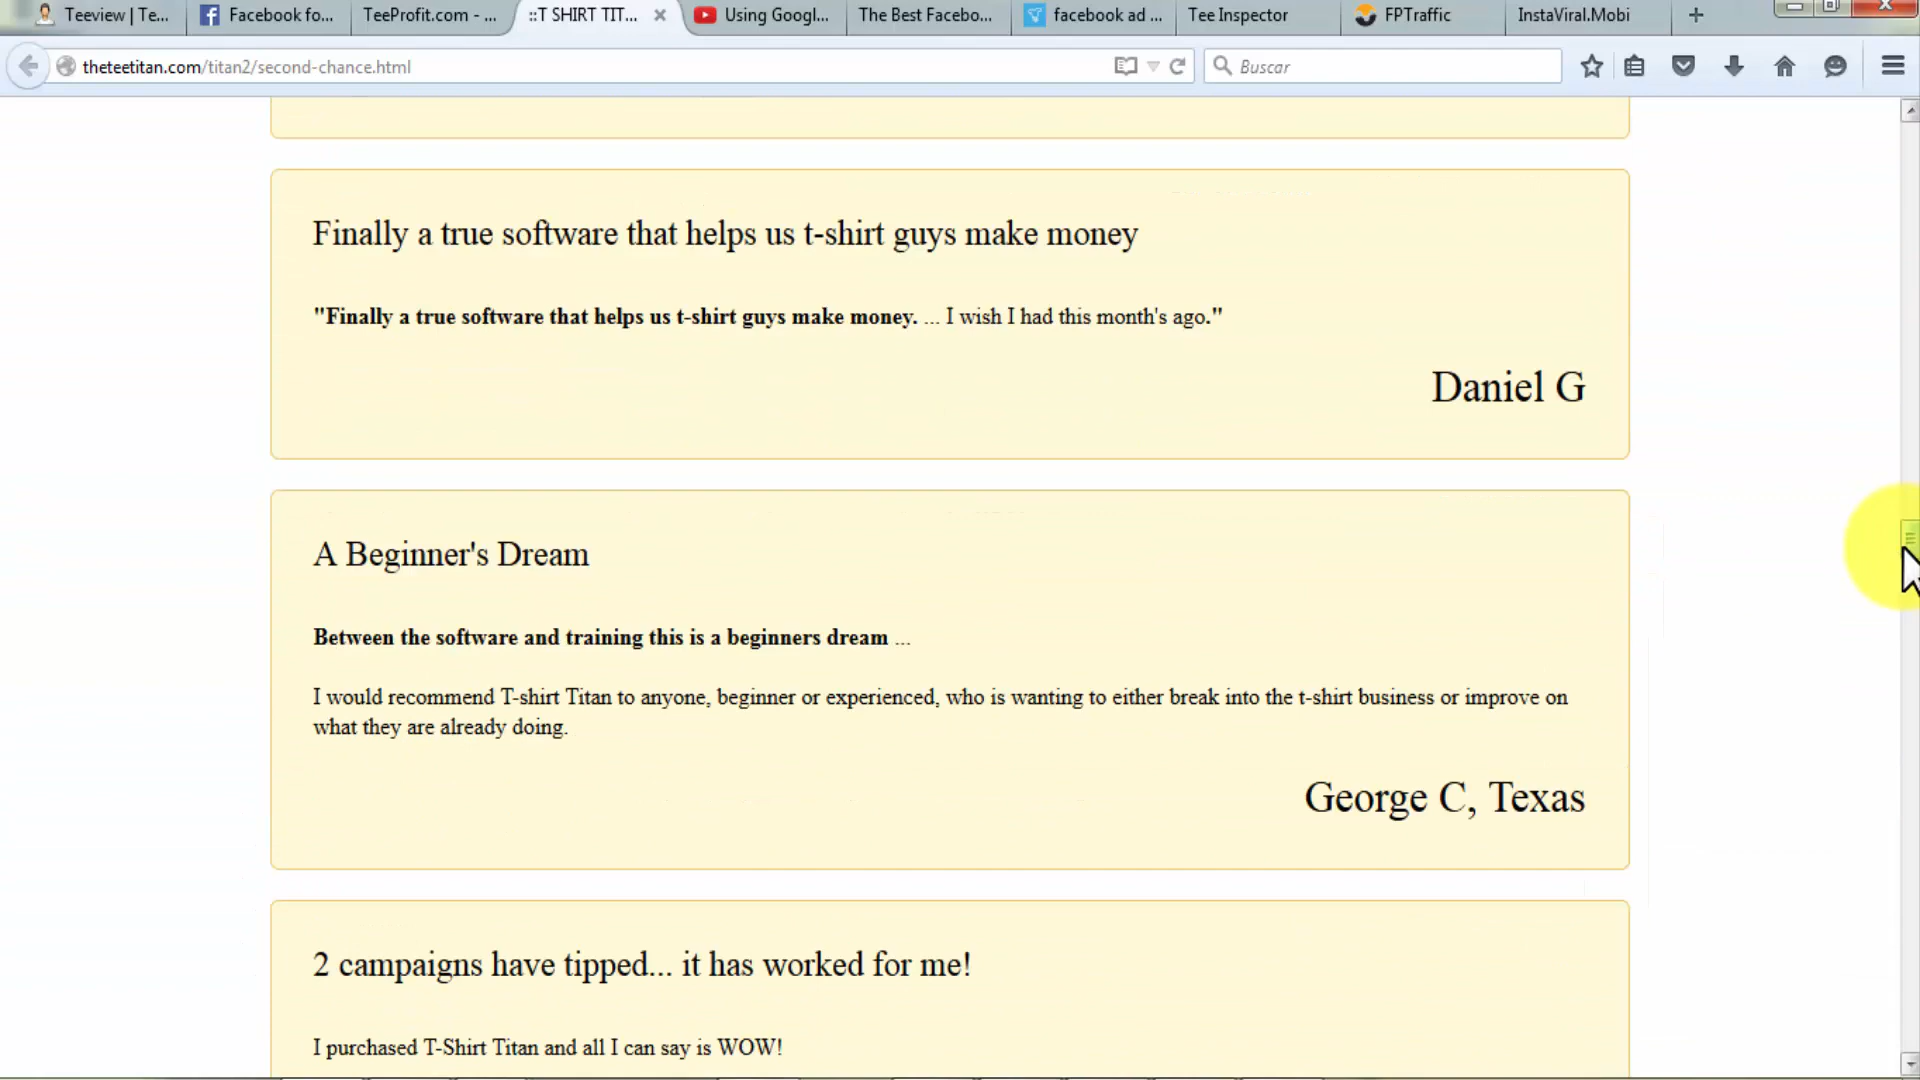 Teeview | Te...
Facebook fo...
TeeProfit.com - ...
::T SHIRT TIT...
Using Googl...
The Best Facebo...
facebook ad ...
Tee Inspector
FPTraffic
InstaViral.Mobi
theteetitan.com/titan2/second-chance.html
Buscar
Finally a true software that helps us t-shirt guys make money
"Finally a true software that helps us t-shirt guys make money. ... I wish I had this month's ago."
Daniel G
A Beginner's Dream
Between the software and training this is a beginners dream ...
I would recommend T-shirt Titan to anyone, beginner or experienced, who is wanting to either break into the t-shirt business or improve on
what they are already doing.
George C, Texas
2 campaigns have tipped... it has worked for me!
I purchased T-Shirt Titan and all I can say is WOW!